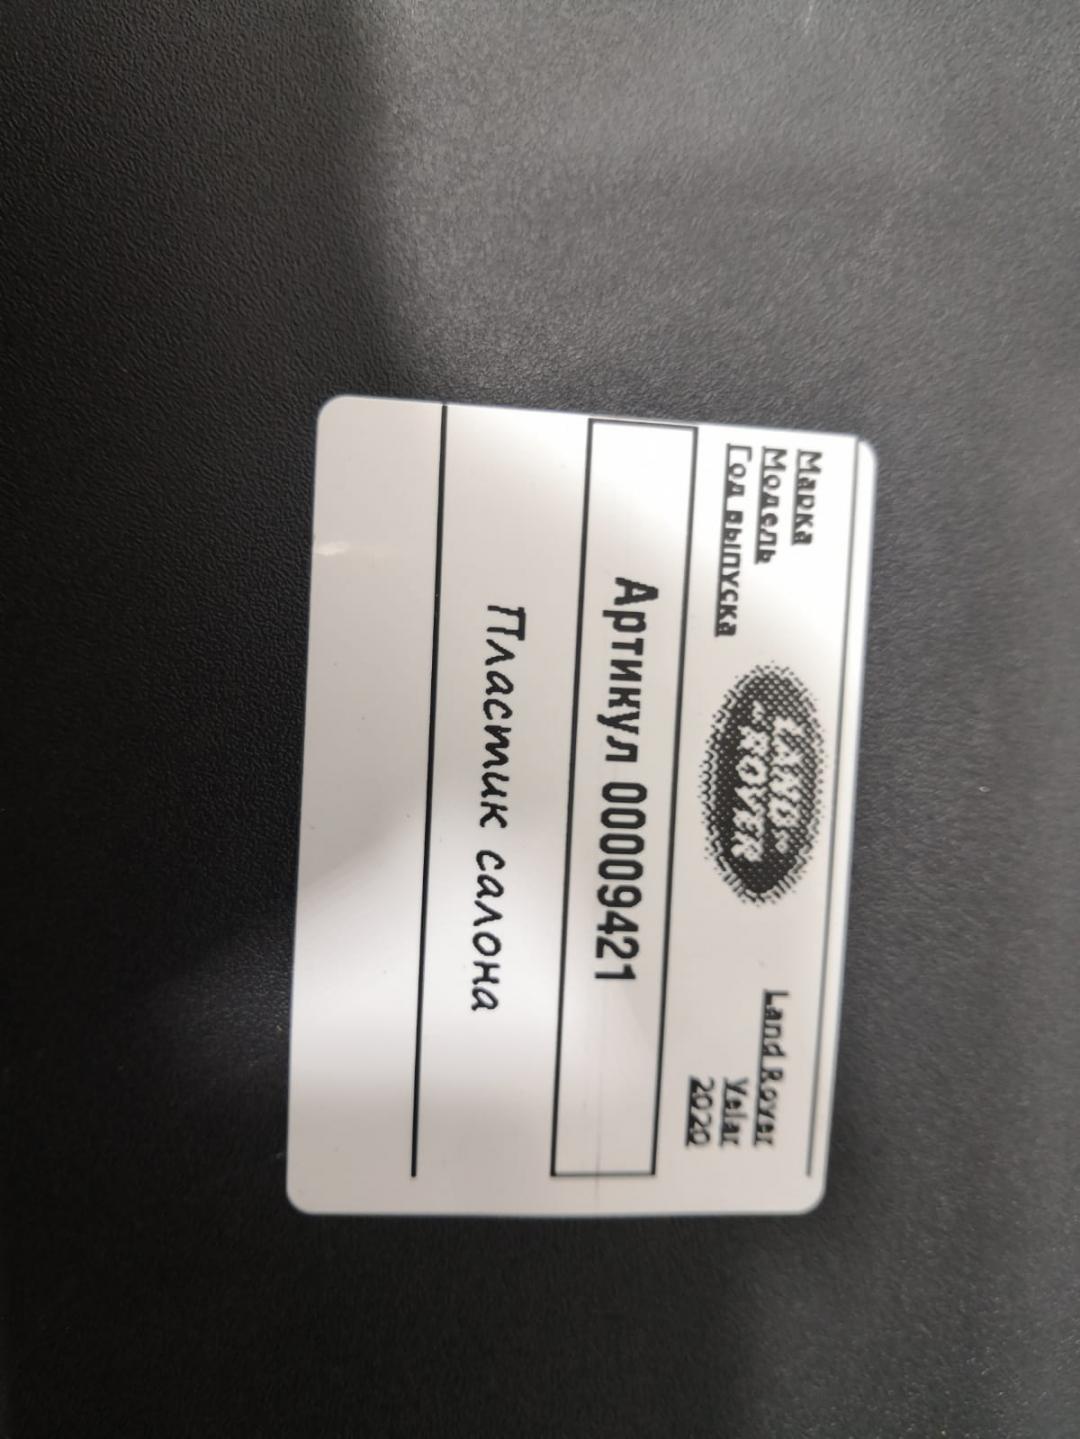 Марка Land Rover
Модель Velar
Год выпуска 2020
LAND
ROVER
Артикул 00009421
Пластик салона